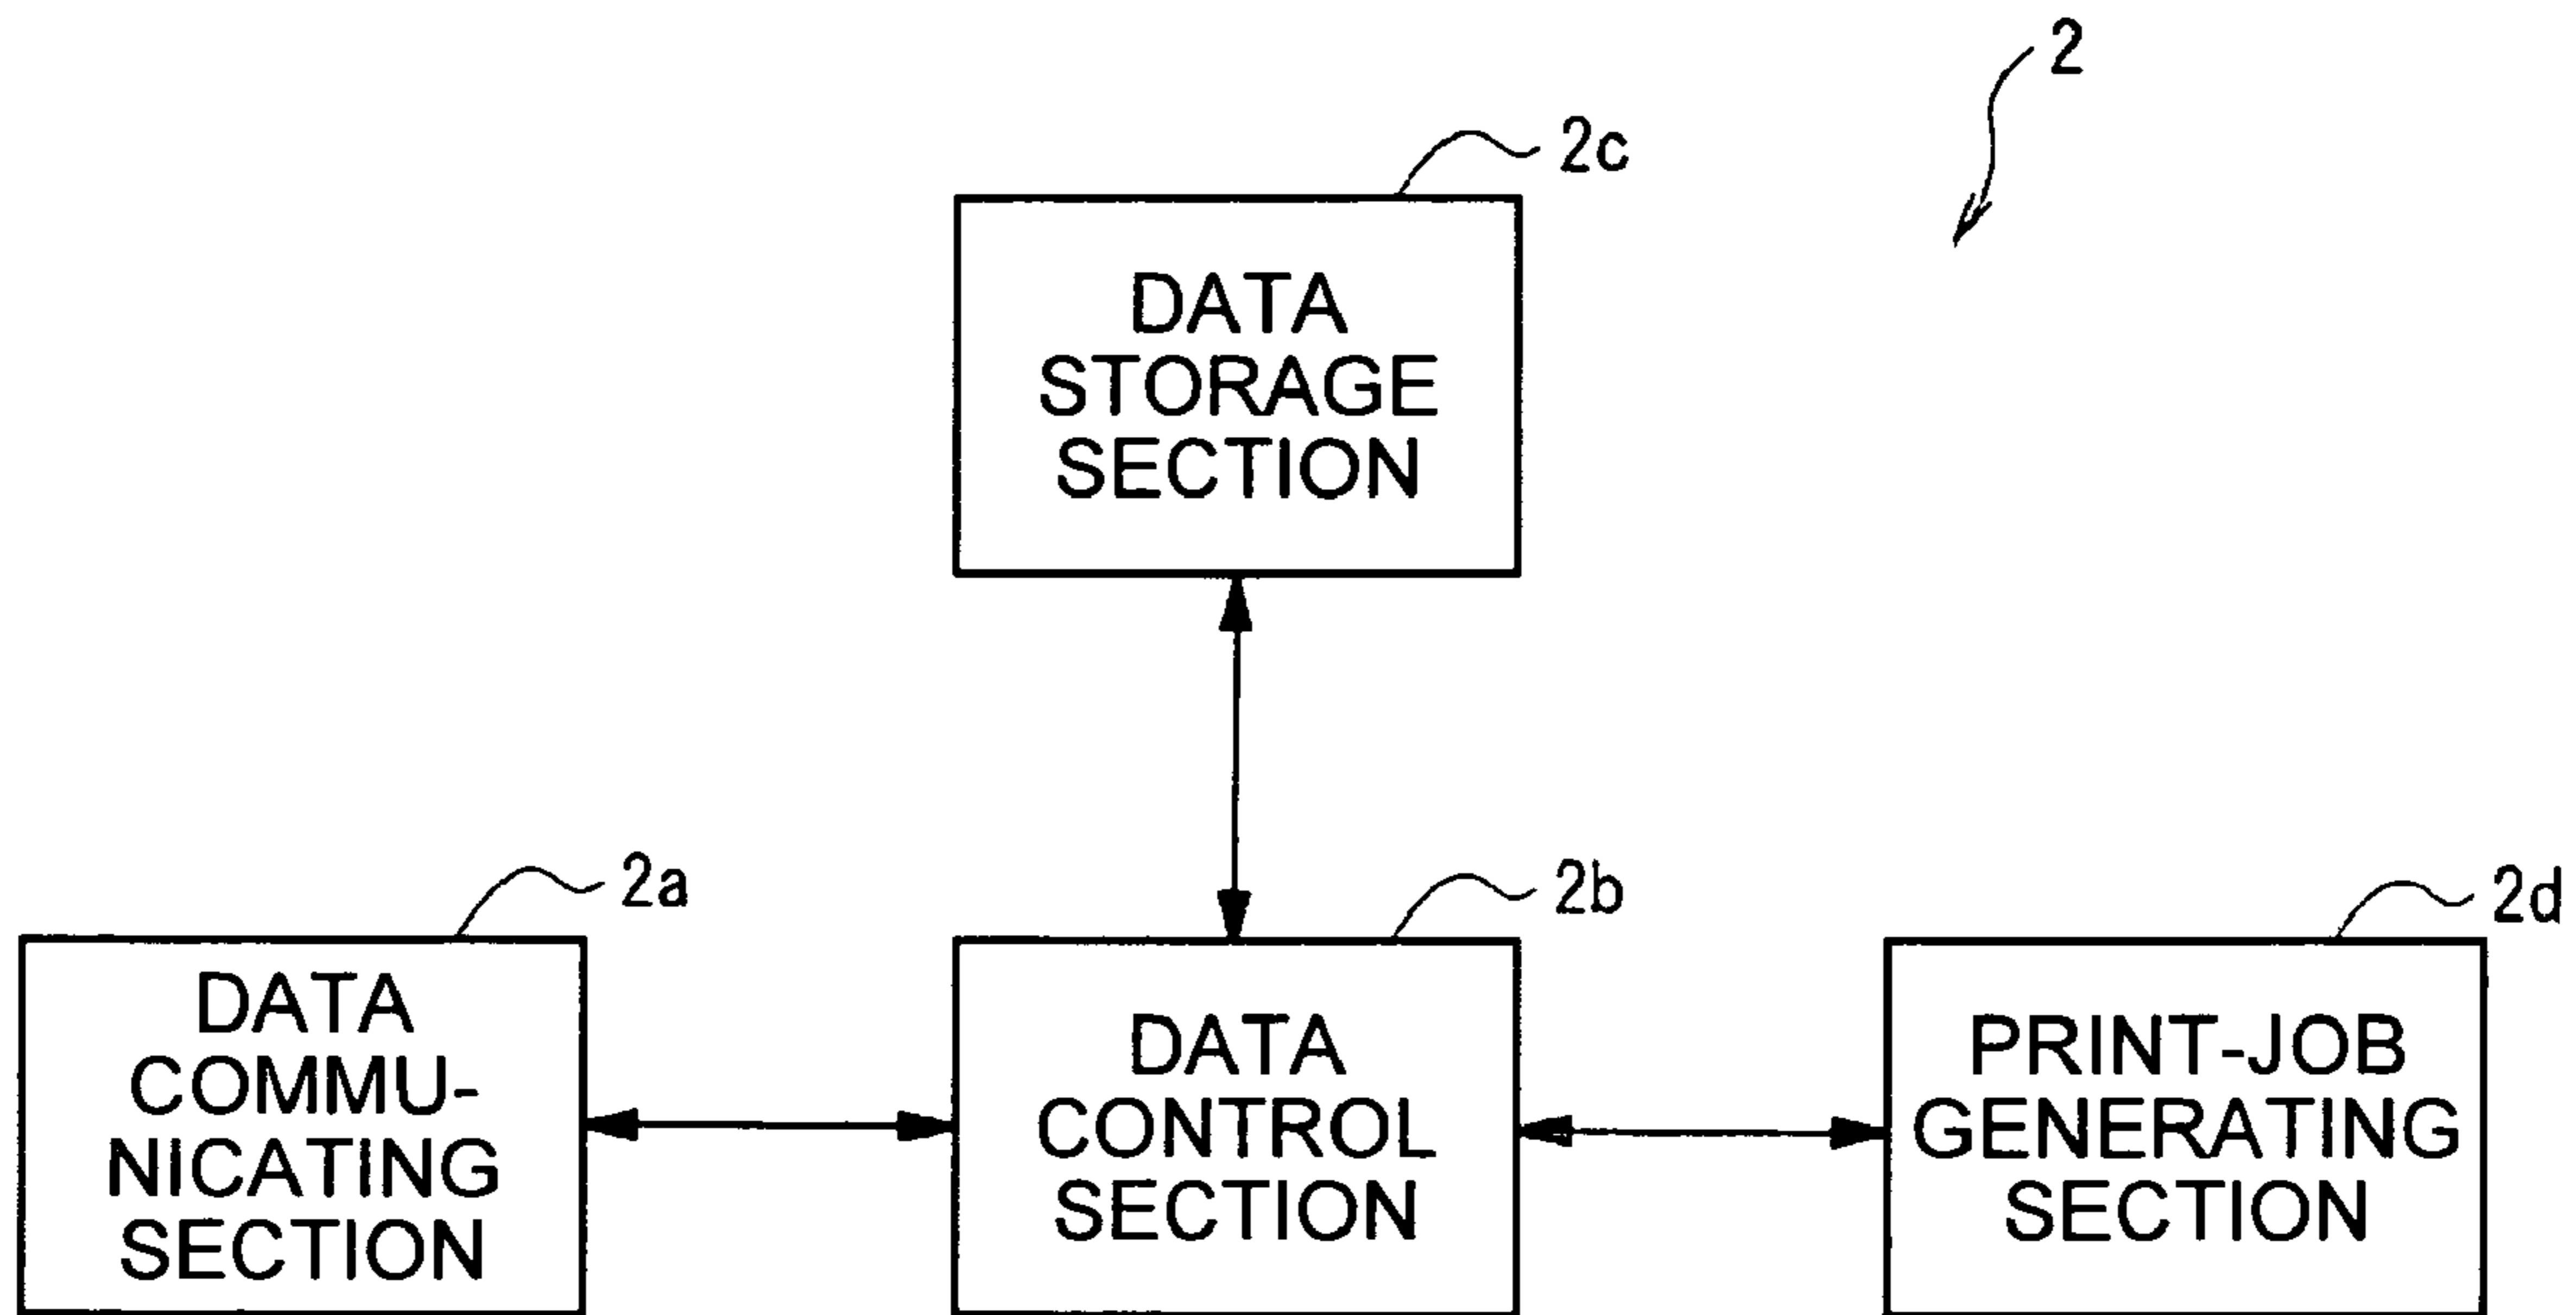 2
2c
DATA
STORAGE
SECTION
2a
2b
2d
DATA
COMMU-
NICATING
SECTION
DATA
CONTROL
SECTION
PRINT-JOB
GENERATING
SECTION